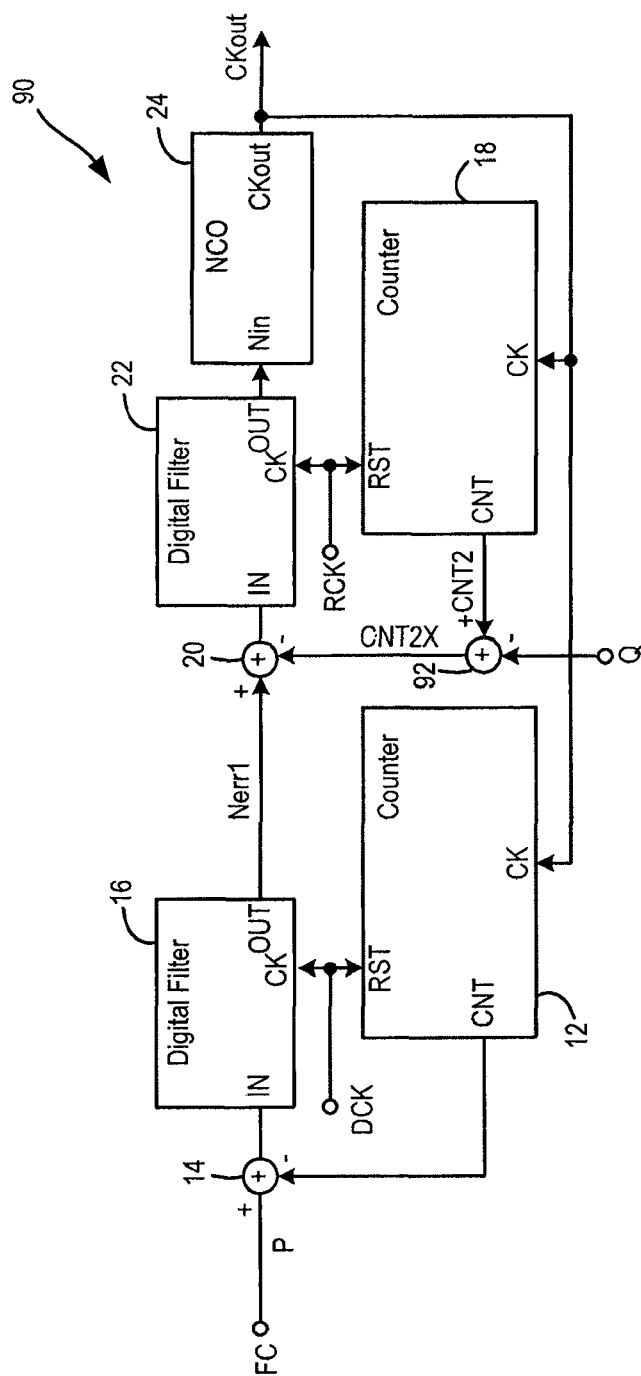 90
CKout
24
NCO
CKout
Nin
18
Counter
CK
RST
CNT
22
Digital Filter
OUT
CK
IN
RCK
+CNT2
CNT2X
20
+
-
+
92
+
-
Q
Nerr1
16
Digital Filter
OUT
CK
IN
DCK
Counter
CK
RST
CNT
12
14
+
-
+
P
FC